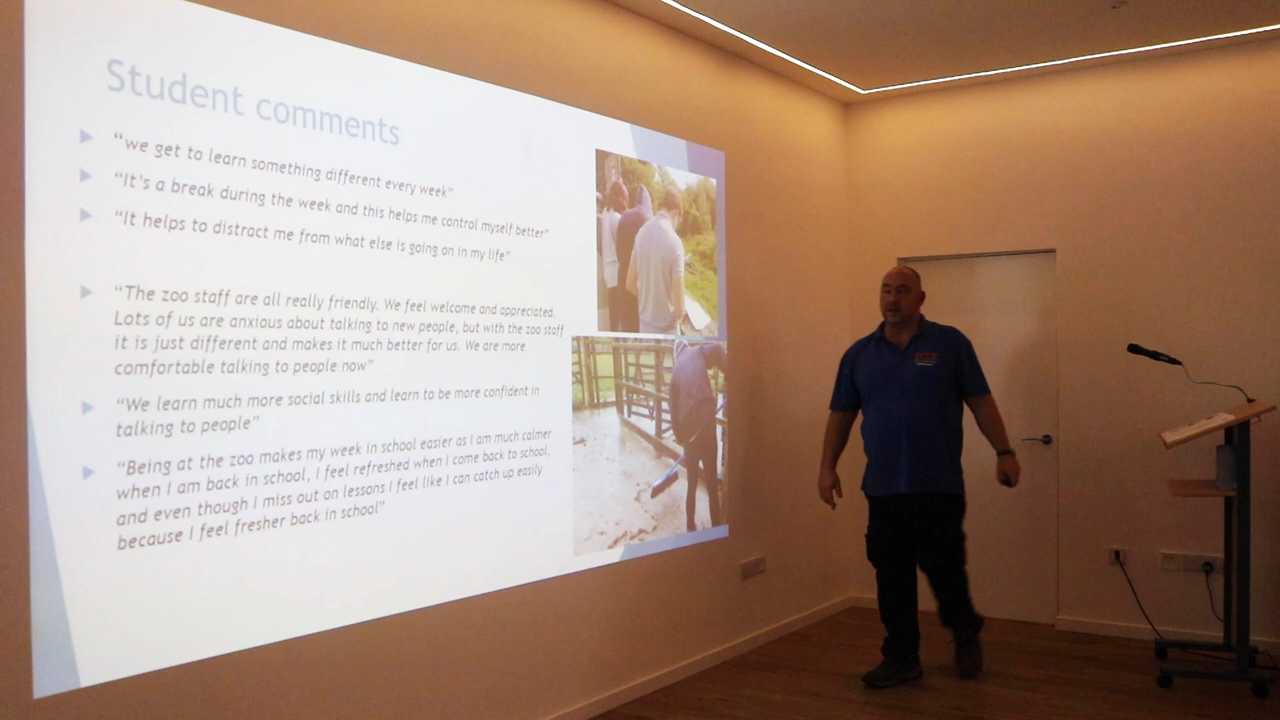 Student comments
"we get to learn something different every week"
"It's a break during the week and this helps me control myself better"
"It helps to distract me from what else is going on in my life"
"The zoo staff are all really friendly. We feel welcome and appreciated.
Lots of us are anxious about talking to new people, but with the zoo staff
it is just different and makes it much better for us. We are more
comfortable talking to people now"
"We learn much more social skills and learn to be more confident in
talking to people"
"Being at the zoo makes my week in school easier as I am much calmer
when I am back in school, I feel refreshed when I come back to school,
and even though I miss out on lessons I feel like I can catch up easily
because I feel fresher back in school"